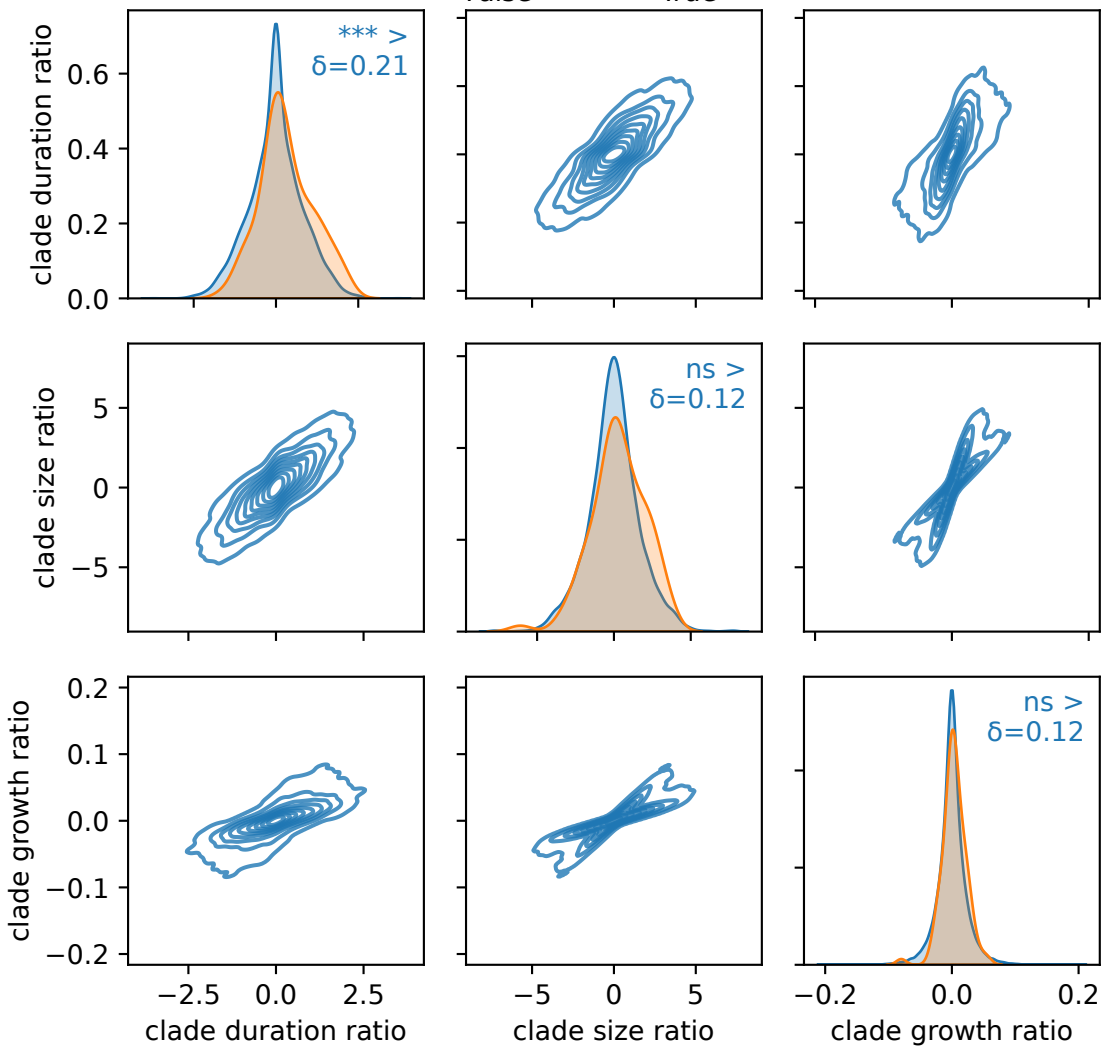 clade duration ratio
0.6
0.4
0.2
0.0
*** >
δ=0.21
clade size ratio
5
0
−5
ns >
δ=0.12
clade growth ratio
0.2
0.1
0.0
−0.1
−0.2
ns >
δ=0.12
−2.5
0.0
2.5
clade duration ratio
−5
0
5
clade size ratio
−0.2
0.0
0.2
clade growth ratio